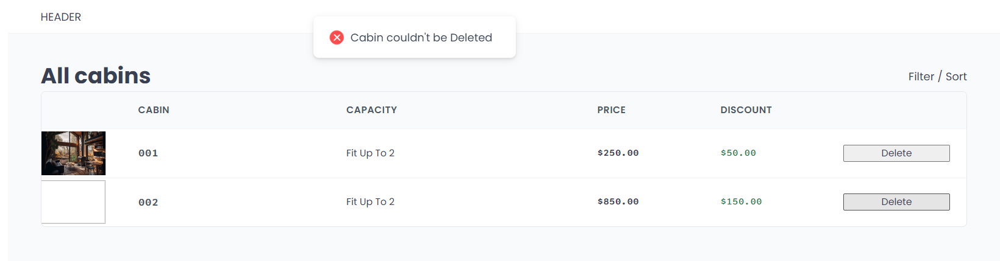 HEADER
Cabin couldn't be Deleted
All cabins
Filter / Sort
CABIN CAPACITY PRICE DISCOUNT
001 Fit Up To 2 $250.00 $50.00 Delete
002 Fit Up To 2 $850.00 $150.00 Delete